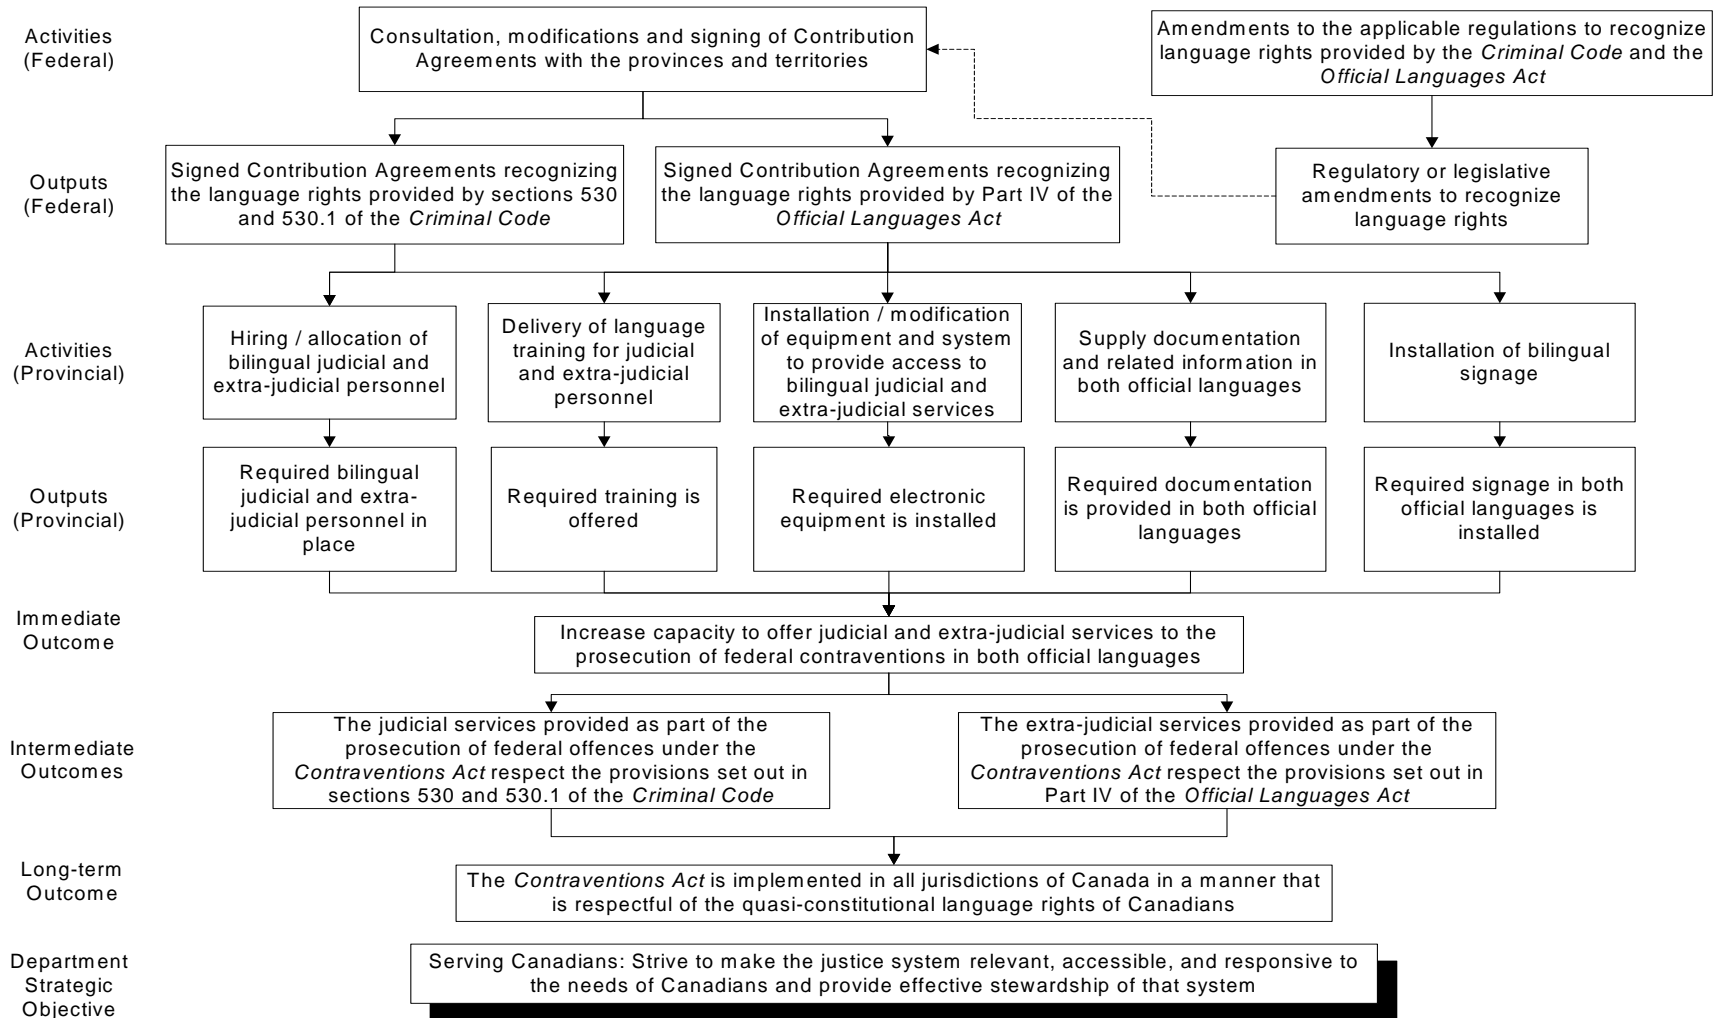 Activities
(Federal)
Consultation, modifications and signing of Contribution
Agreements with the provinces and territories
Amendments to the applicable regulations to recognize
language rights provided by the Criminal Code and the
Official Languages Act
Outputs
(Federal)
Signed Contribution Agreements recognizing
the language rights provided by sections 530
and 530.1 of the Criminal Code
Signed Contribution Agreements recognizing
the language rights provided by Part IV of the
Official Languages Act
Regulatory or legislative
amendments to recognize
language rights
Activities
(Provincial)
Hiring / allocation of
bilingual judicial and
extra-judicial personnel
Delivery of language
training for judicial
and extra-judicial
personnel
Installation / modification
of equipment and system
to provide access to
bilingual judicial and
extra-judicial services
Supply documentation
and related information in
both official languages
Installation of bilingual
signage
Outputs
(Provincial)
Required bilingual
judicial and extra-
judicial personnel in
place
Required training is
offered
Required electronic
equipment is installed
Required documentation
is provided in both official
languages
Required signage in both
official languages is
installed
Immediate
Outcome
Increase capacity to offer judicial and extra-judicial services to the
prosecution of federal contraventions in both official languages
Intermediate
Outcomes
The judicial services provided as part of the
prosecution of federal offences under the
Contraventions Act respect the provisions set out in
sections 530 and 530.1 of the Criminal Code
The extra-judicial services provided as part of the
prosecution of federal offences under the
Contraventions Act respect the provisions set out in
Part IV of the Official Languages Act
Long-term
Outcome
The Contraventions Act is implemented in all jurisdictions of Canada in a manner that
is respectful of the quasi-constitutional language rights of Canadians
Department
Strategic
Objective
Serving Canadians: Strive to make the justice system relevant, accessible, and responsive to
the needs of Canadians and provide effective stewardship of that system